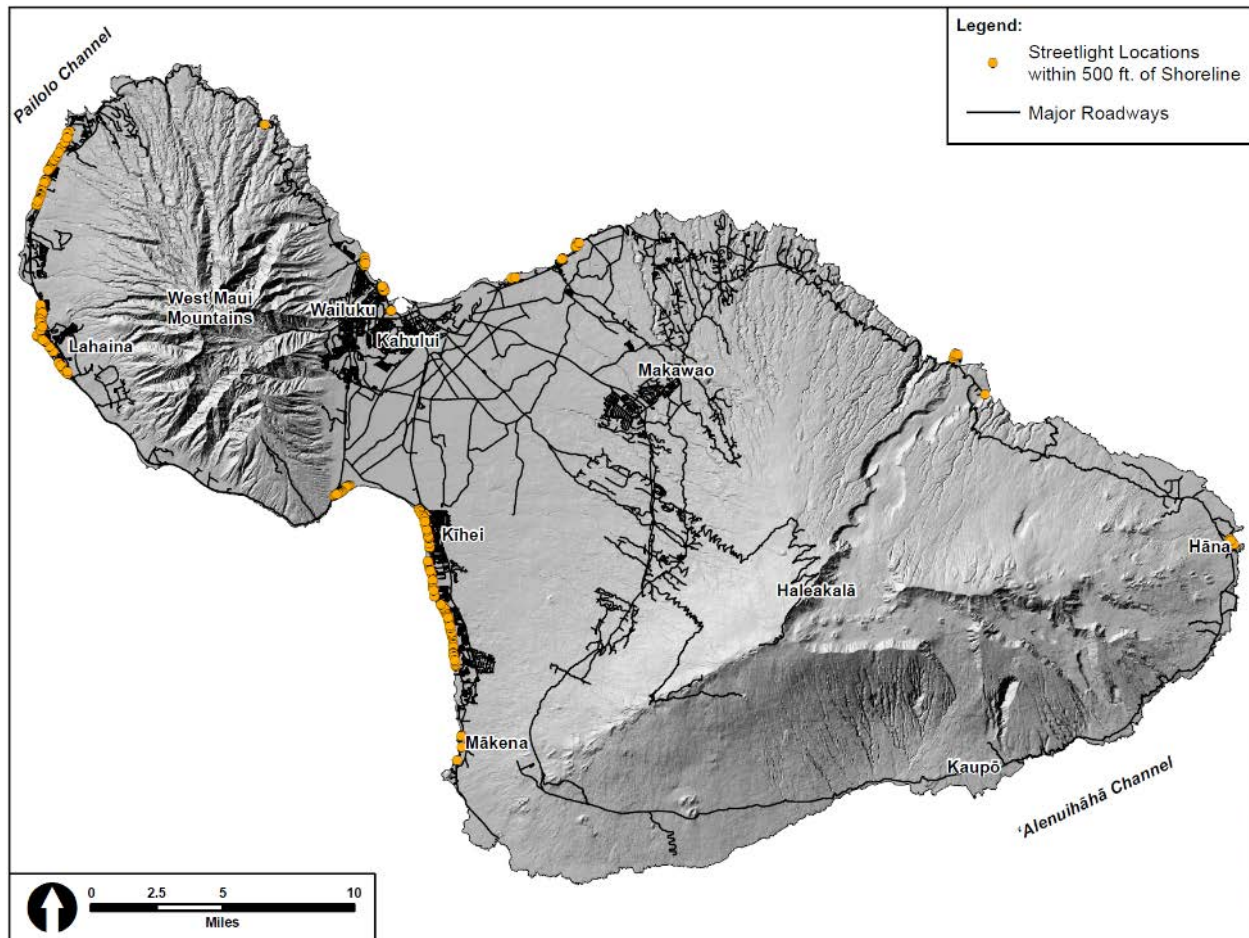 Pailolo Channel
Legend:
Streetlight Locations
within 500 ft. of Shoreline
Major Roadways
West Maui
Mountains
Wailuku
Kahului
Lahaina
Makawao
Kīhei
Hāna
Haleakalā
Mākena
Kaupō
ʻAlenuihāhā Channel
0 2.5 5 10
Miles